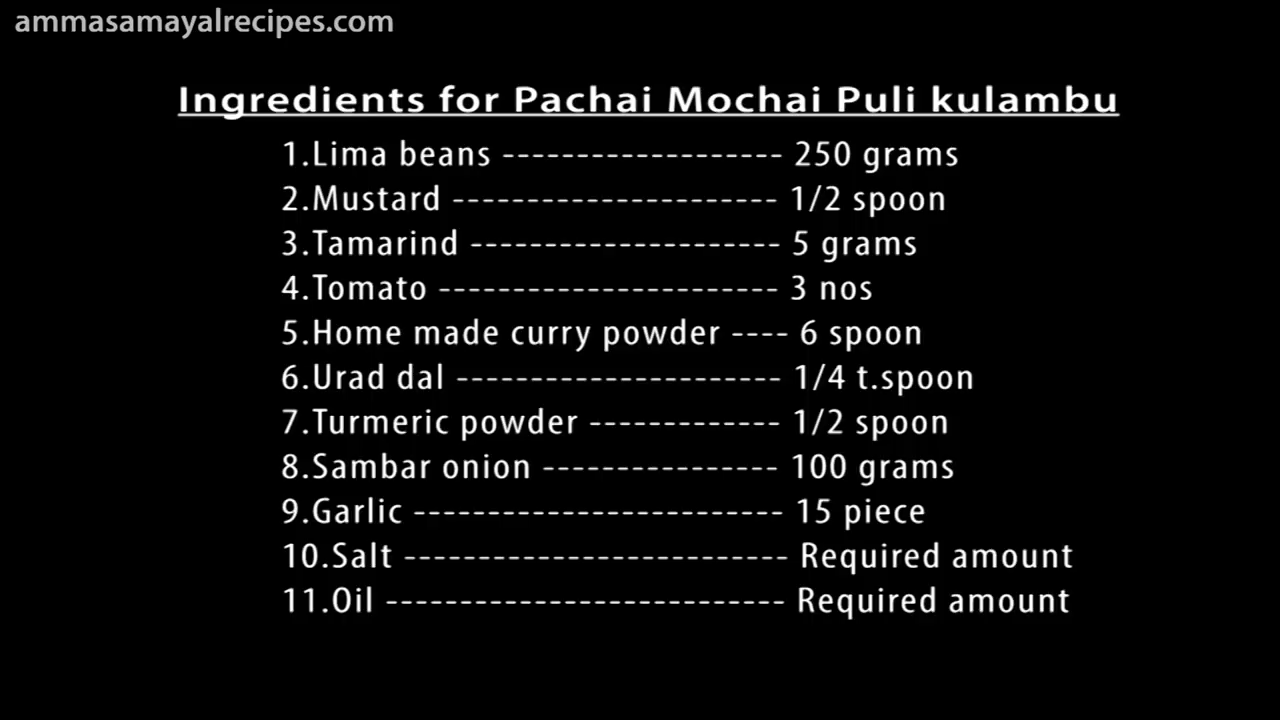 ammasamayalrecipes.com
Ingredients for Pachai Mochai Puli kulambu
1.Lima beans ------------------- 250 grams
2.Mustard ---------------------- 1/2 spoon
3.Tamarind --------------------- 5 grams
4.Tomato ----------------------- 3 nos
5.Home made curry powder ---- 6 spoon
6.Urad dal ---------------------- 1/4 t.spoon
7.Turmeric powder ------------- 1/2 spoon
8.Sambar onion ---------------- 100 grams
9.Garlic ------------------------- 15 piece
10.Salt -------------------------- Required amount
11.Oil --------------------------- Required amount